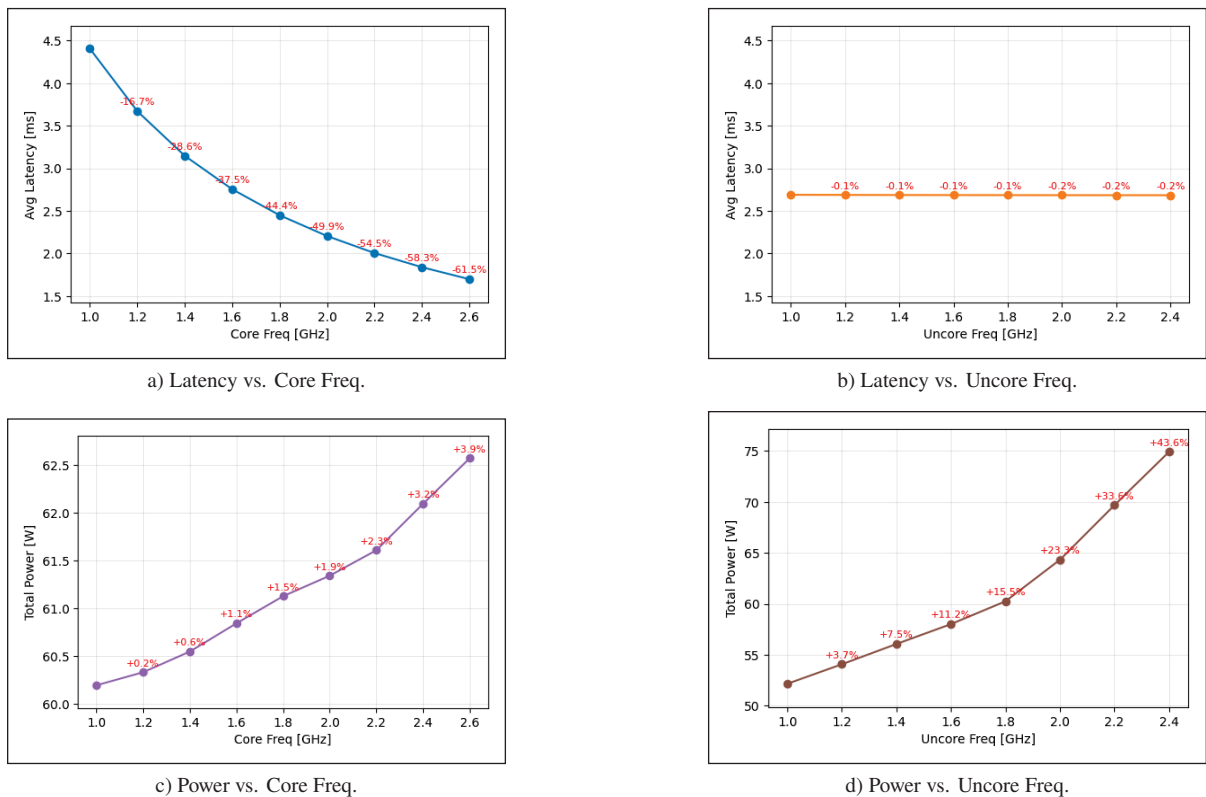 4.5
4.0
3.5
3.0
2.5
2.0
1.5
Avg Latency [ms]
-16.7%
-28.6%
-37.5%
-44.4%
-49.9%
-54.5%
-58.3%
-61.5%
1.0 1.2 1.4 1.6 1.8 2.0 2.2 2.4 2.6
Core Freq [GHz]
a) Latency vs. Core Freq.
4.5
4.0
3.5
3.0
2.5
2.0
1.5
Avg Latency [ms]
-0.1% -0.1% -0.1% -0.1% -0.2% -0.2% -0.2%
1.0 1.2 1.4 1.6 1.8 2.0 2.2 2.4
Uncore Freq [GHz]
b) Latency vs. Uncore Freq.
62.5
62.0
61.5
61.0
60.5
60.0
Total Power [W]
+0.2%
+0.6%
+1.1%
+1.5%
+1.9%
+2.3%
+3.2%
+3.9%
1.0 1.2 1.4 1.6 1.8 2.0 2.2 2.4 2.6
Core Freq [GHz]
c) Power vs. Core Freq.
75
70
65
60
55
50
Total Power [W]
+3.7%
+7.5%
+11.2%
+15.5%
+23.3%
+33.6%
+43.6%
1.0 1.2 1.4 1.6 1.8 2.0 2.2 2.4
Uncore Freq [GHz]
d) Power vs. Uncore Freq.